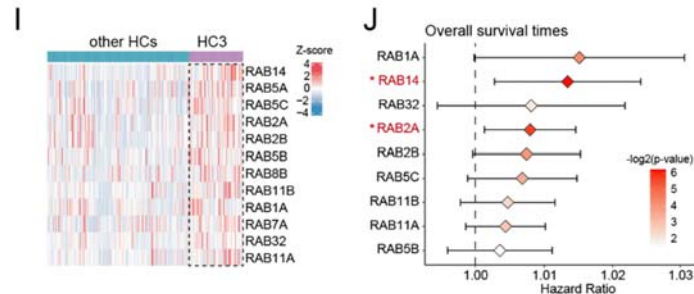 I
other HCs
HC3
Z-score
4
2
0
−2
−4
RAB14
RAB5A
RAB5C
RAB2A
RAB2B
RAB5B
RAB8B
RAB11B
RAB1A
RAB7A
RAB32
RAB11A
J
Overall survival times
RAB1A
* RAB14
RAB32
* RAB2A
RAB2B
RAB5C
RAB11B
RAB11A
RAB5B
-log2(p-value)
6
5
4
3
2
1.00
1.01
1.02
1.03
Hazard Ratio